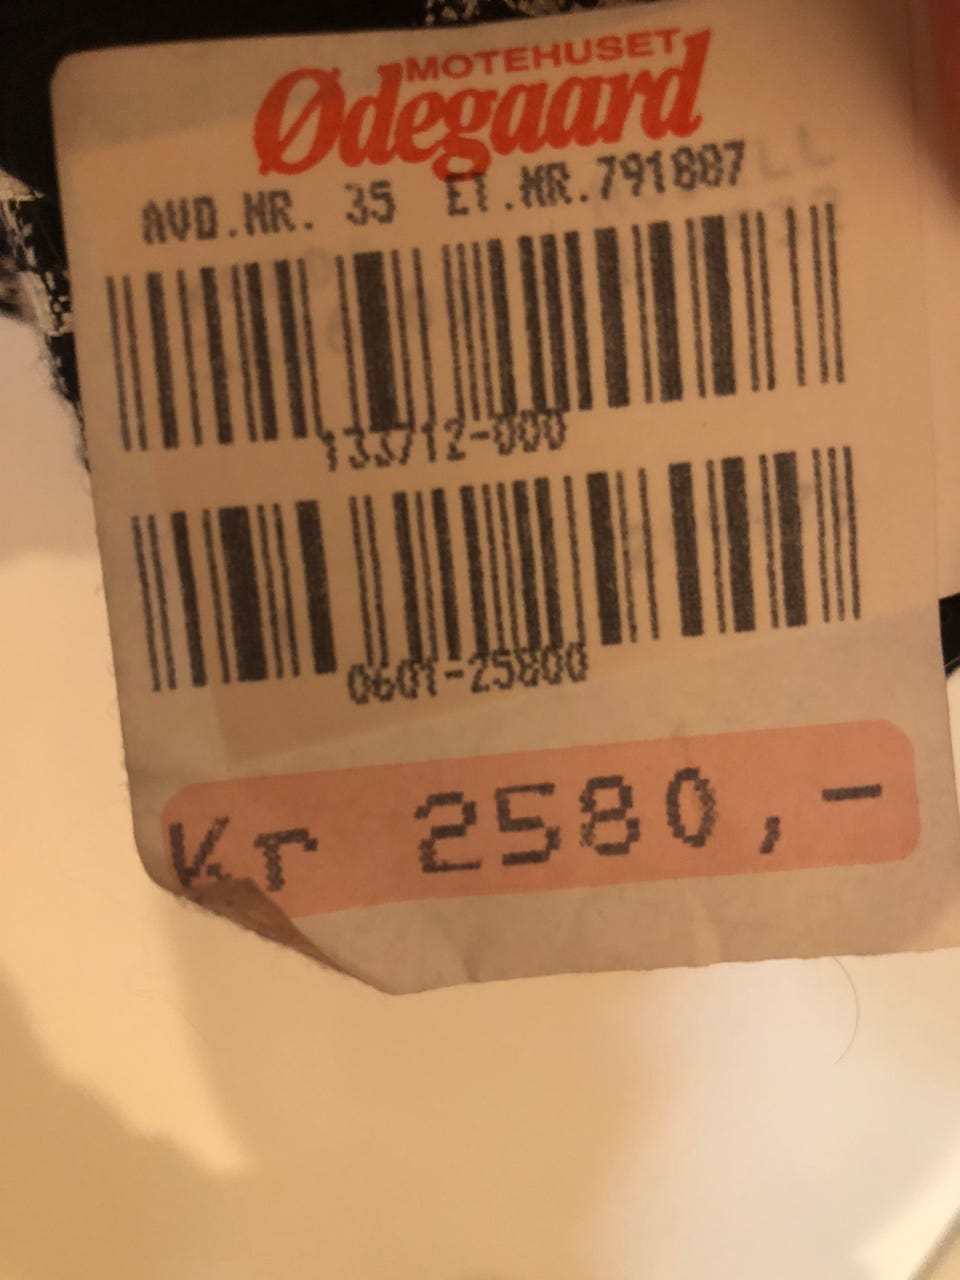 MOTEHUSET
Ødegaard
AVD.NR. 35 ET.NR.791887
133712-000
0601-25800
Kr 2580,-